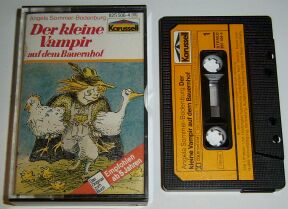 Angela Sommer-Bodenburg
Der kleine
Vampir
auf dem Bauernhof
Karussell
Empfohlen
ab 5 Jahren
Karussell
1
Angela Sommer-Bodenburg Der
kleine Vampir auf dem Bauernhof